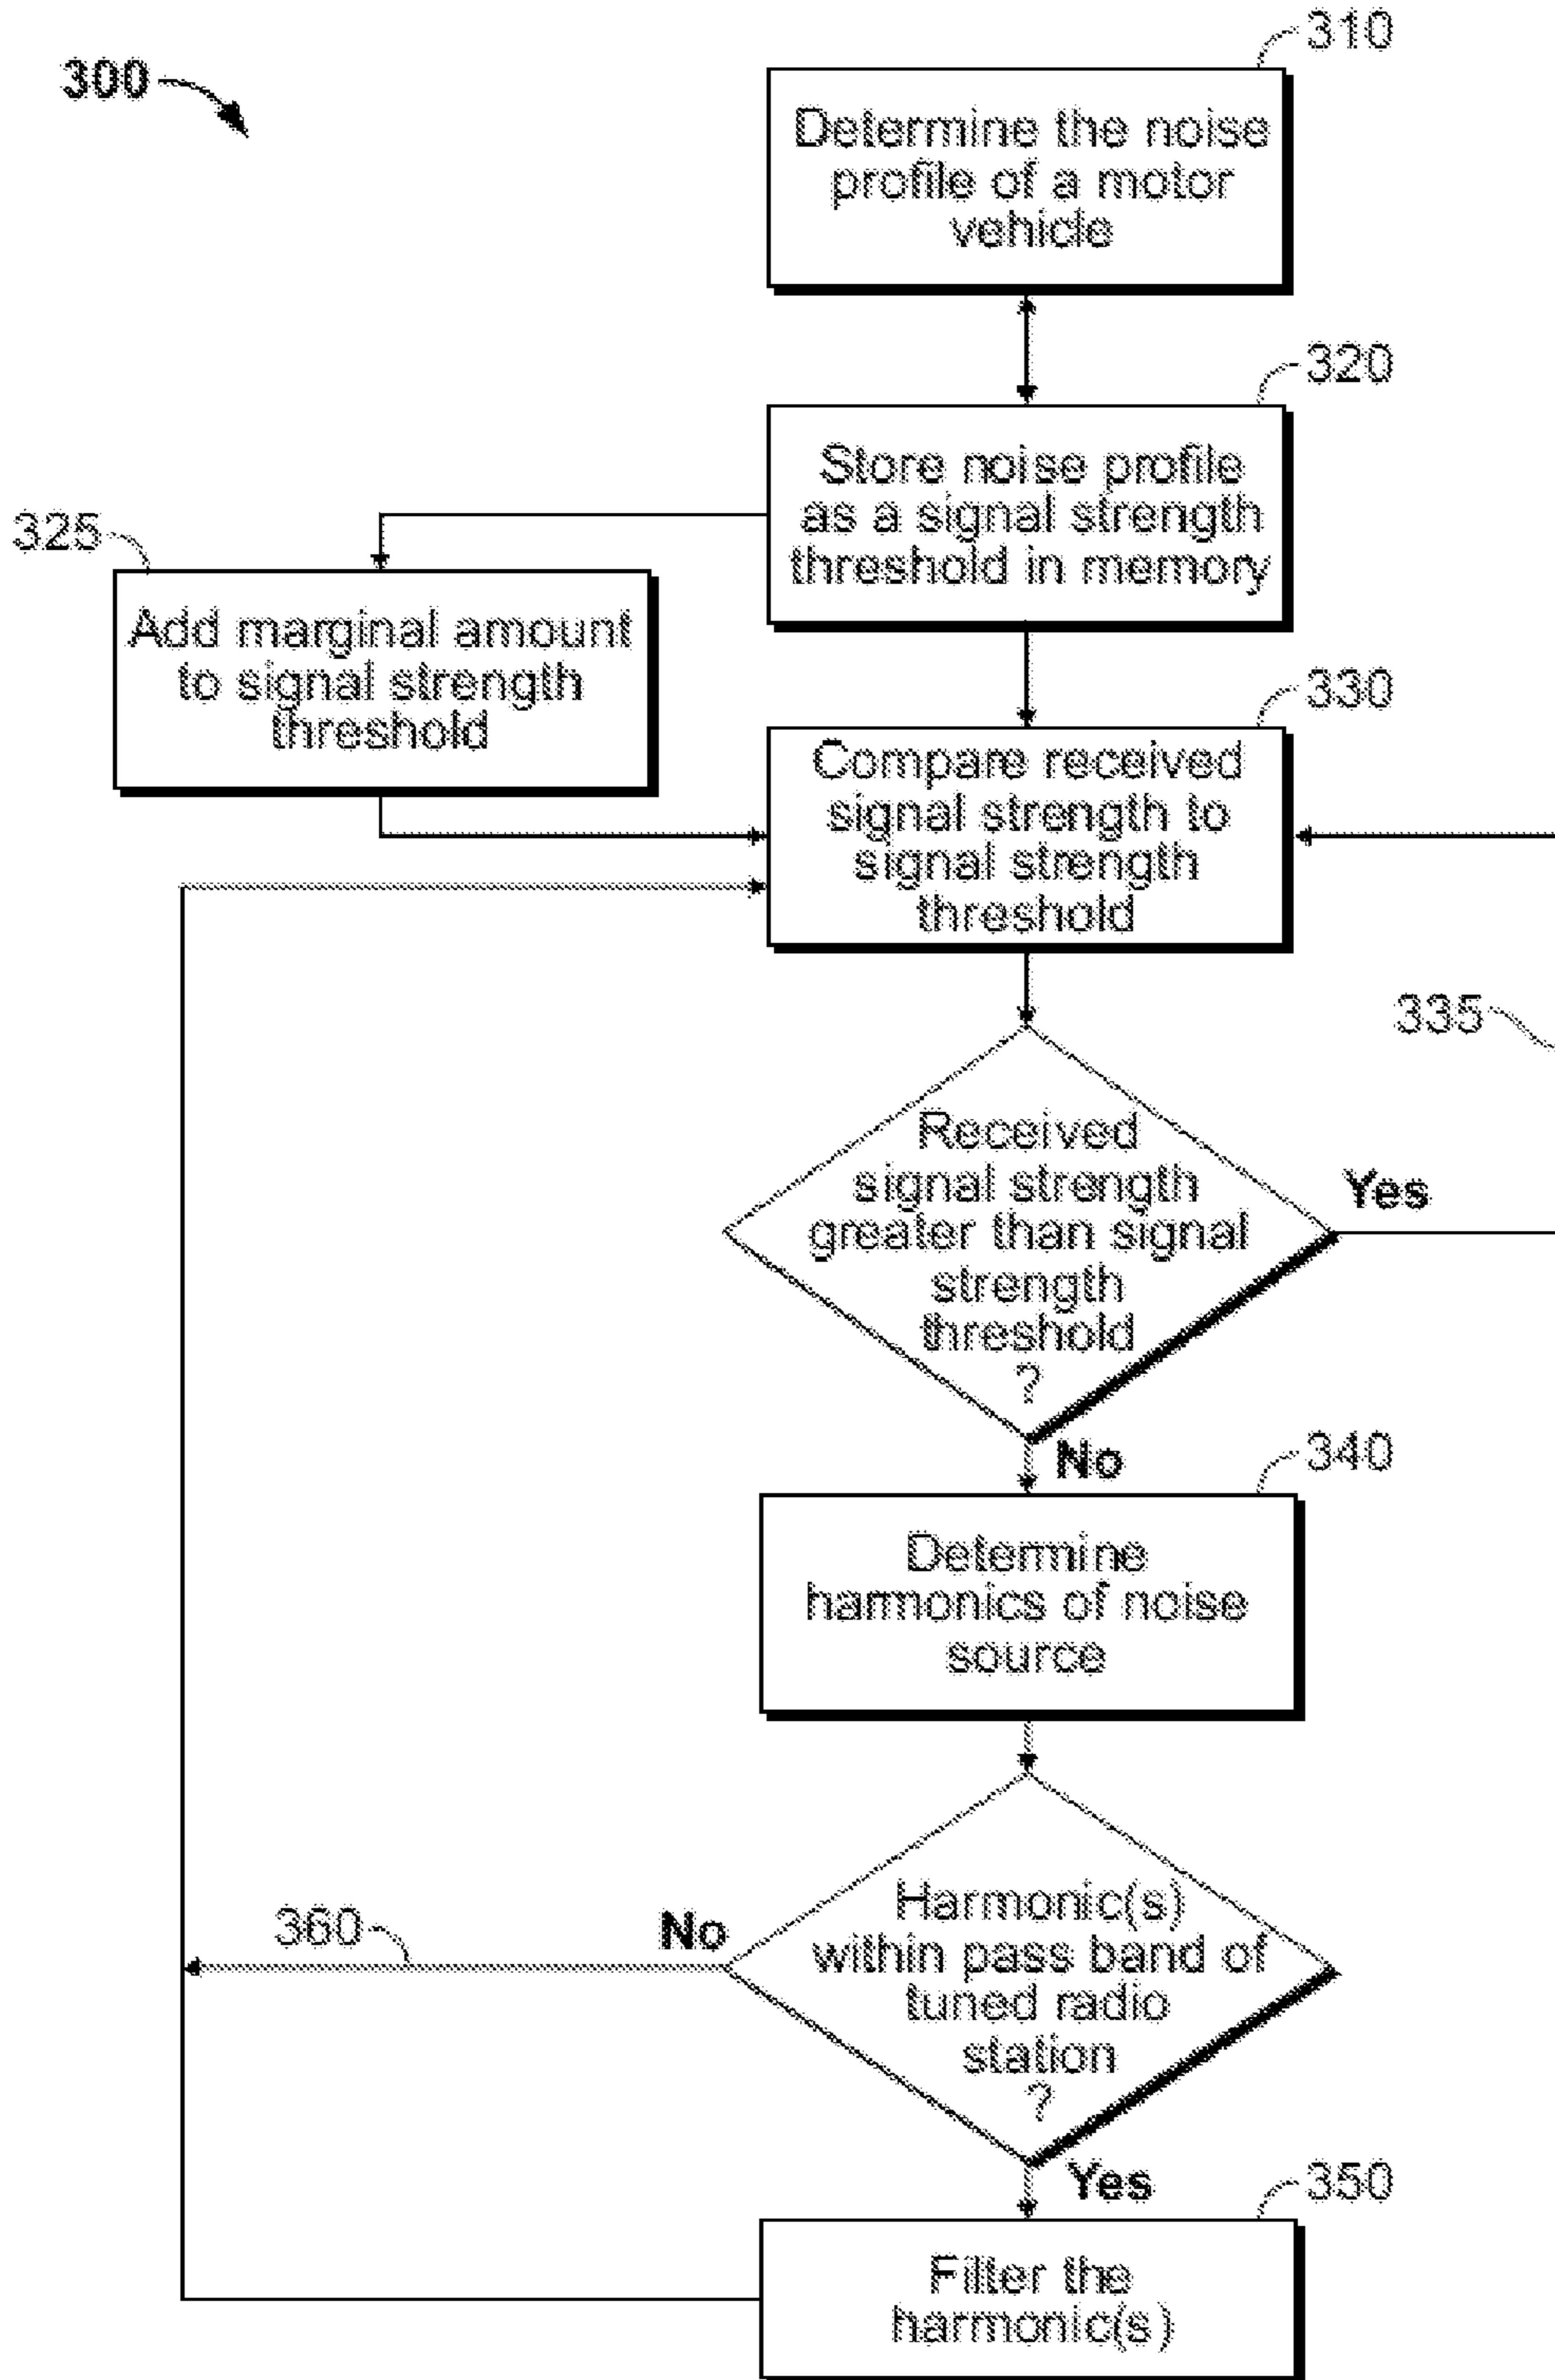 300
310
Determine the noise
profile of a motor
vehicle
320
Store noise profile
as a signal strength
threshold in memory
325
Add marginal amount
to signal strength
threshold
330
Compare received
signal strength to
signal strength
threshold
335
Received
signal strength
greater than signal
strength
threshold
?
Yes
No
340
Determine
harmonics of noise
source
Harmonic(s)
within pass band of
tuned radio
station
?
No
360
Yes
350
Filter the
harmonic(s)